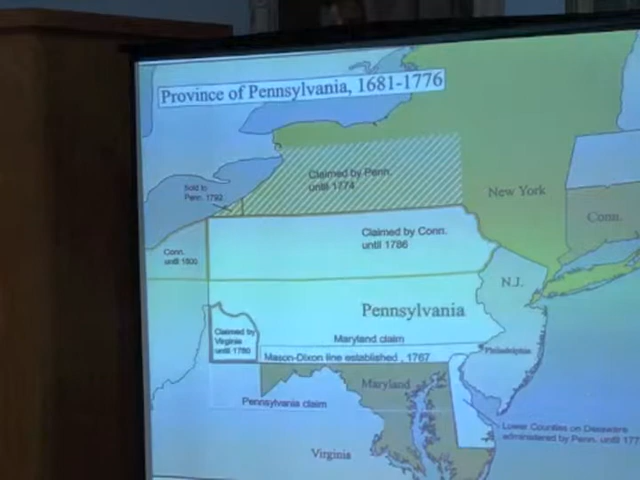 Province of Pennsylvania, 1681-1776
Claimed by Penn.
until 1774
Sold to
Penn. 1792
New York
Conn.
Claimed by Conn.
until 1786
Conn.
until 1800
N.J.
Pennsylvania
Claimed by
Virginia
until 1780
Maryland claim
Philadelphia
Mason-Dixon line established , 1767
Maryland
Pennsylvania claim
Lower Counties on Delaware
administered by Penn. until 177
Virginia